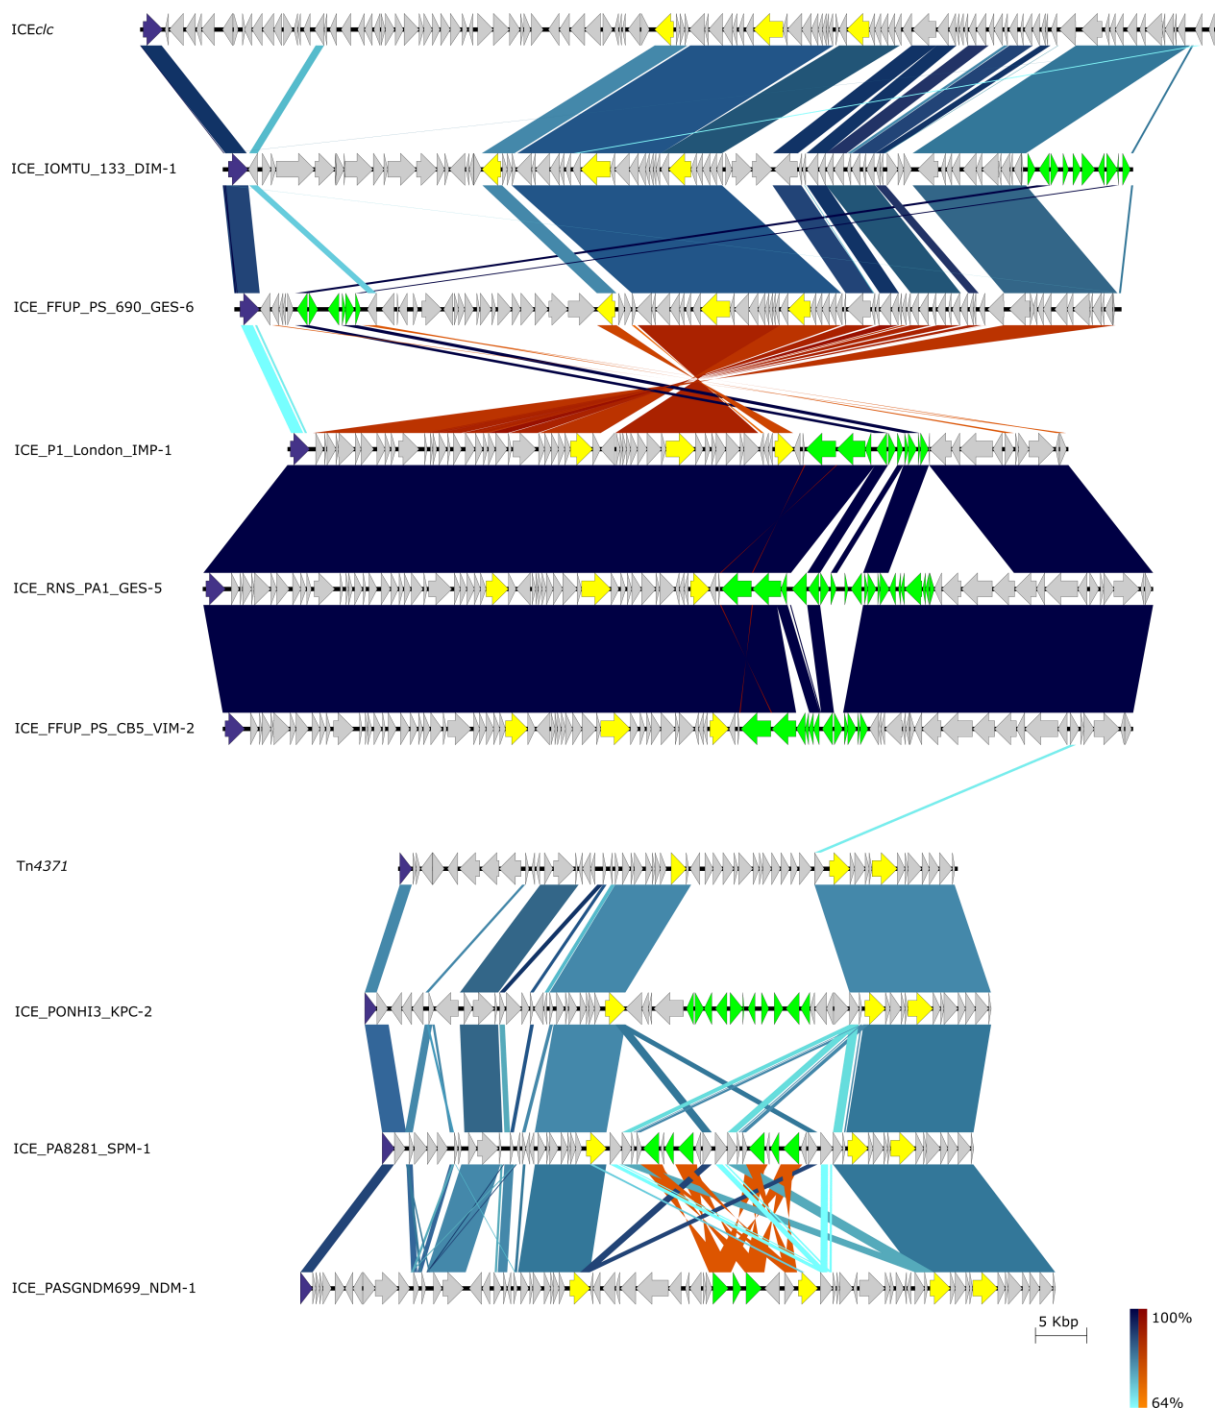 ICEclc
ICE_IOMTU_133_DIM-1
ICE_FFUP_PS_690_GES-6
ICE_P1_London_IMP-1
ICE_RNS_PA1_GES-5
ICE_FFUP_PS_CB5_VIM-2
Tn4371
ICE_PONHI3_KPC-2
ICE_PA8281_SPM-1
ICE_PASGNDM699_NDM-1
5 Kbp
100%
64%